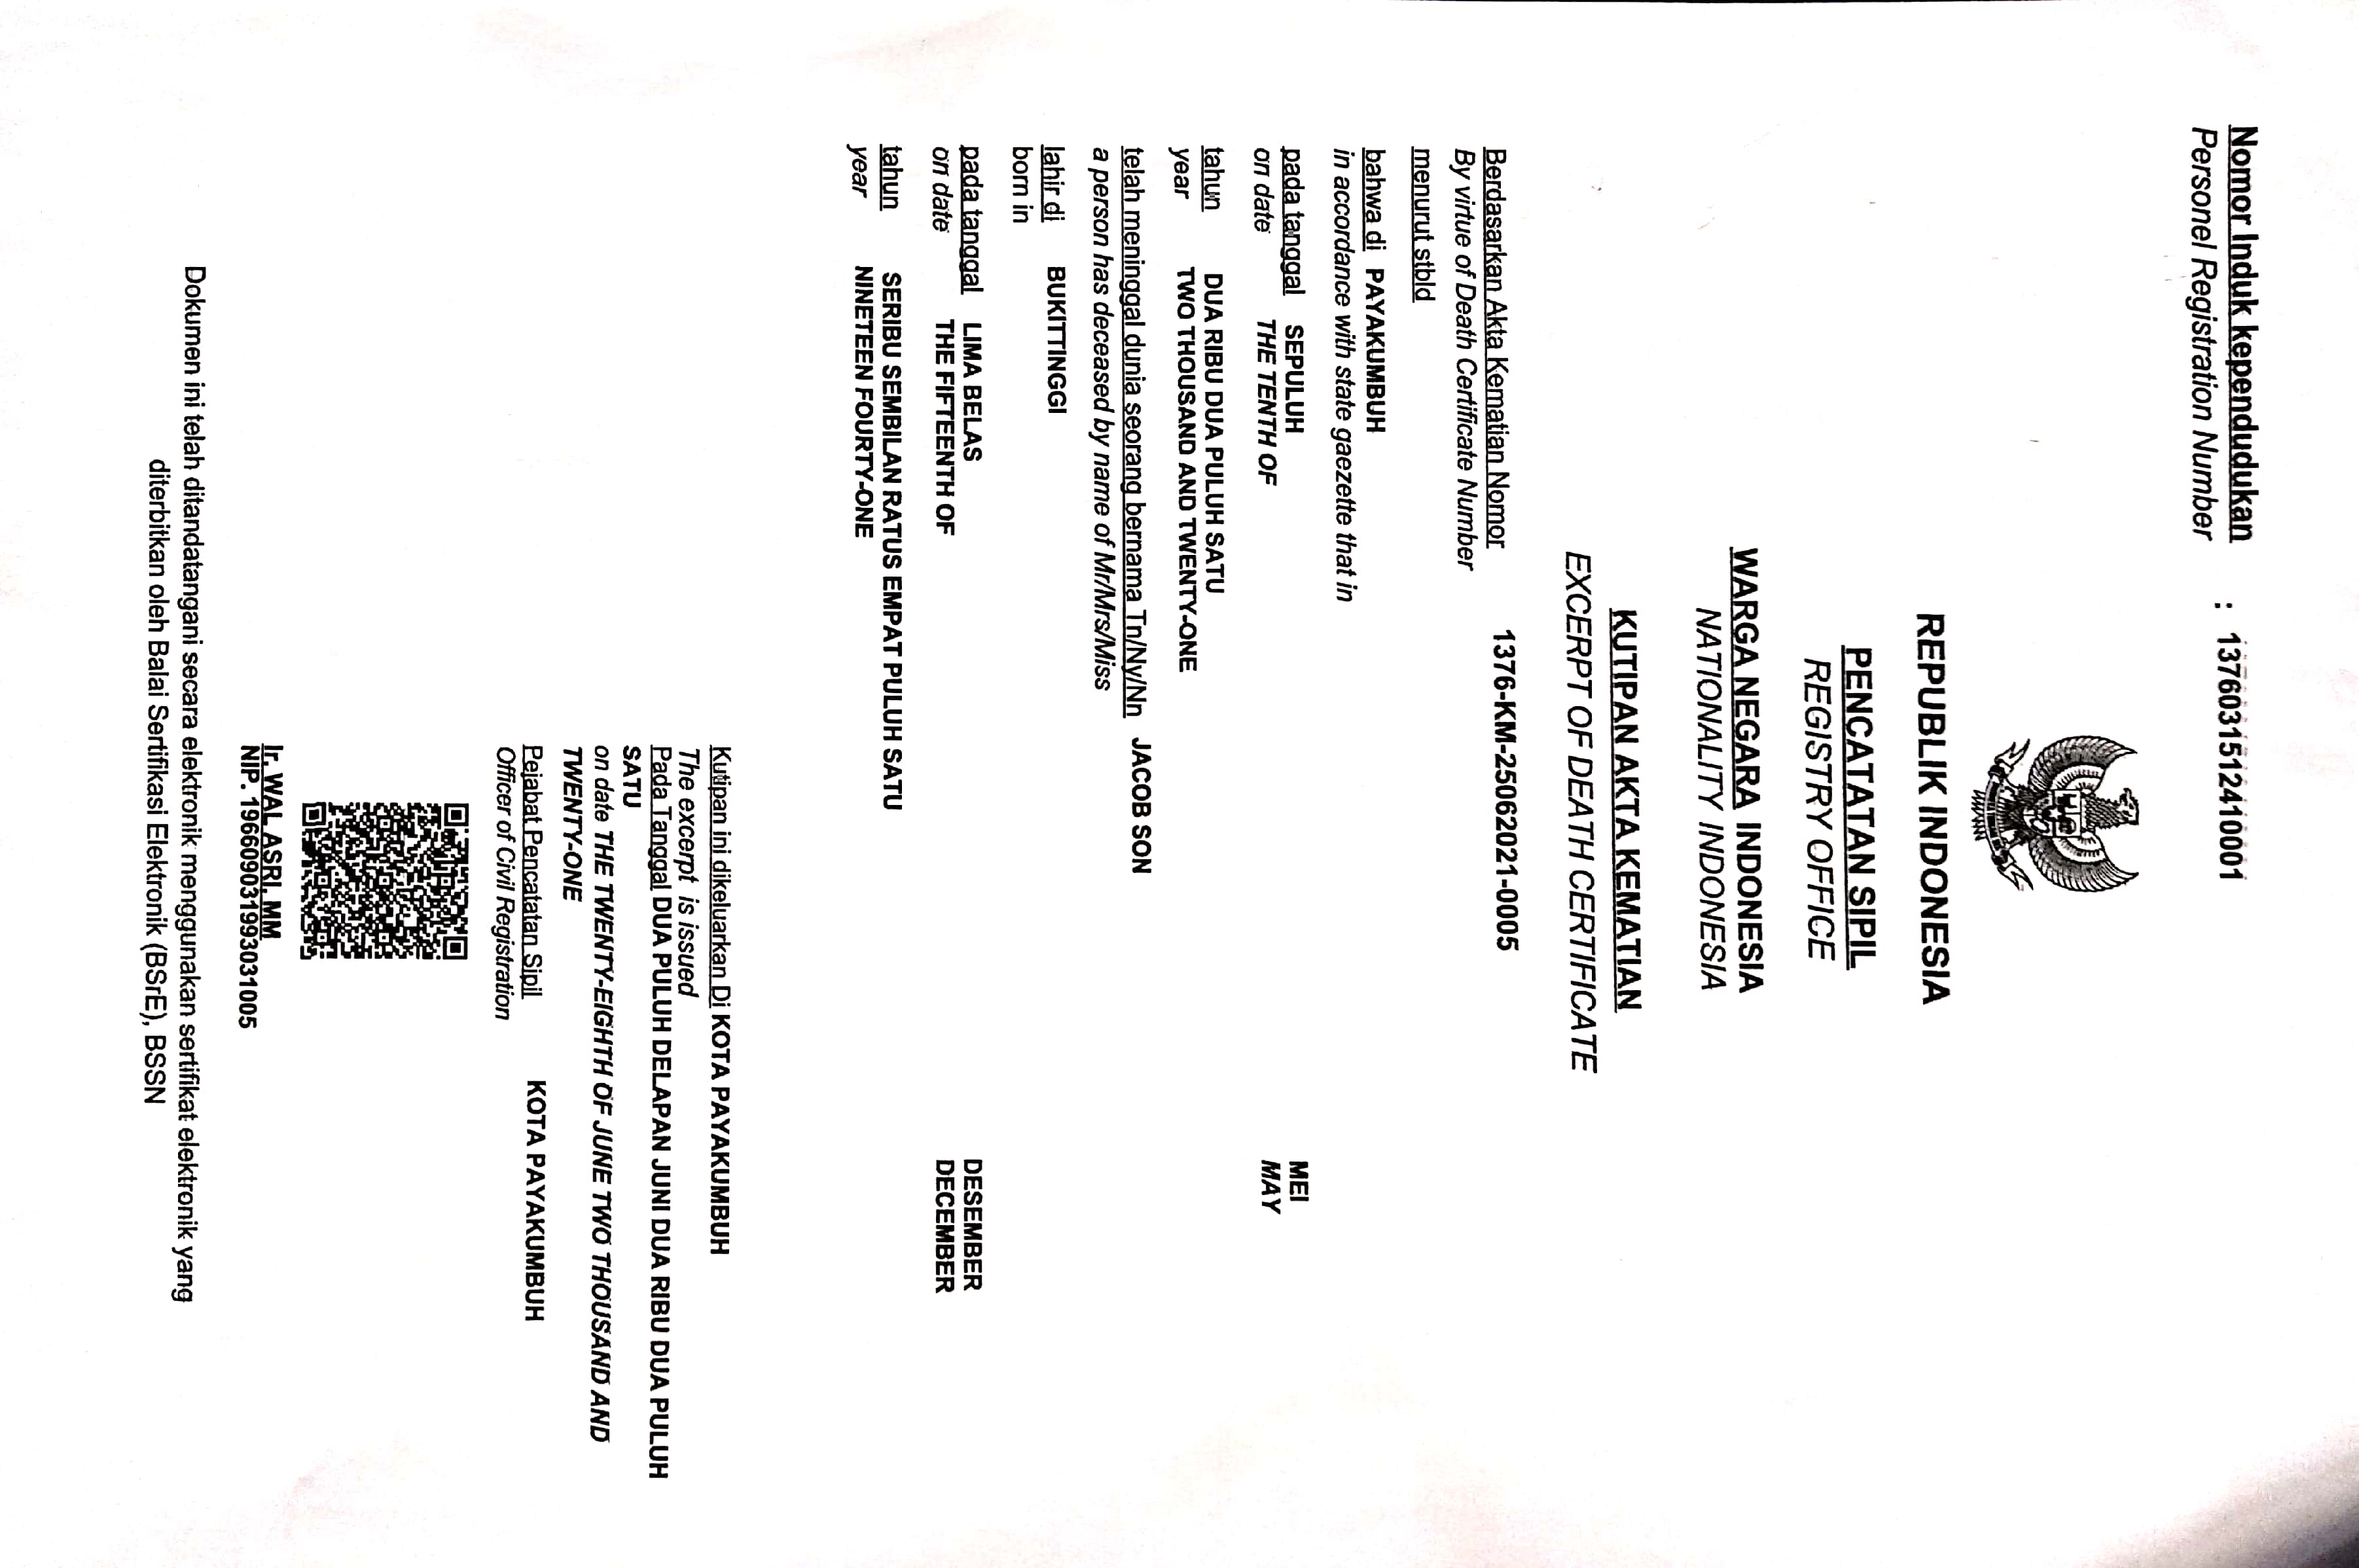 Nomor Induk kependudukan : 1376031512410001
Personel Registration Number
REPUBLIK INDONESIA
PENCATATAN SIPIL
REGISTRY OFFICE
WARGA NEGARA INDONESIA
NATIONALITY INDONESIA
KUTIPAN AKTA KEMATIAN
EXCERPT OF DEATH CERTIFICATE
Berdasarkan Akta Kematian Nomor 1376-KM-25062021-0005
By virtue of Death Certificate Number
menurut stbld
bahwa di PAYAKUMBUH
in accordance with state gaezette that in
pada tanggal SEPULUH MEI
on date THE TENTH OF MAY
tahun DUA RIBU DUA PULUH SATU
year TWO THOUSAND AND TWENTY-ONE
telah meninggal dunia seorang bernama Tn/Ny/Nn JACOB SON
a person has deceased by name of Mr/Mrs/Miss
lahir di BUKITTINGGI
born in
pada tanggal LIMA BELAS DESEMBER
on date THE FIFTEENTH OF DECEMBER
tahun SERIBU SEMBILAN RATUS EMPAT PULUH SATU
year NINETEEN FOURTY-ONE
Kutipan ini dikeluarkan Di KOTA PAYAKUMBUH
The excerpt is issued
Pada Tanggal DUA PULUH DELAPAN JUNI DUA RIBU DUA PULUH
SATU
on date THE TWENTY-EIGHTH OF JUNE TWO THOUSAND AND
TWENTY-ONE
Pejabat Pencatatan Sipil KOTA PAYAKUMBUH
Officer of Civil Registration
Ir. WAL ASRI, MM
NIP. 196609031993031005
Dokumen ini telah ditandatangani secara elektronik menggunakan sertifikat elektronik yang
diterbitkan oleh Balai Sertifikasi Elektronik (BSrE), BSSN